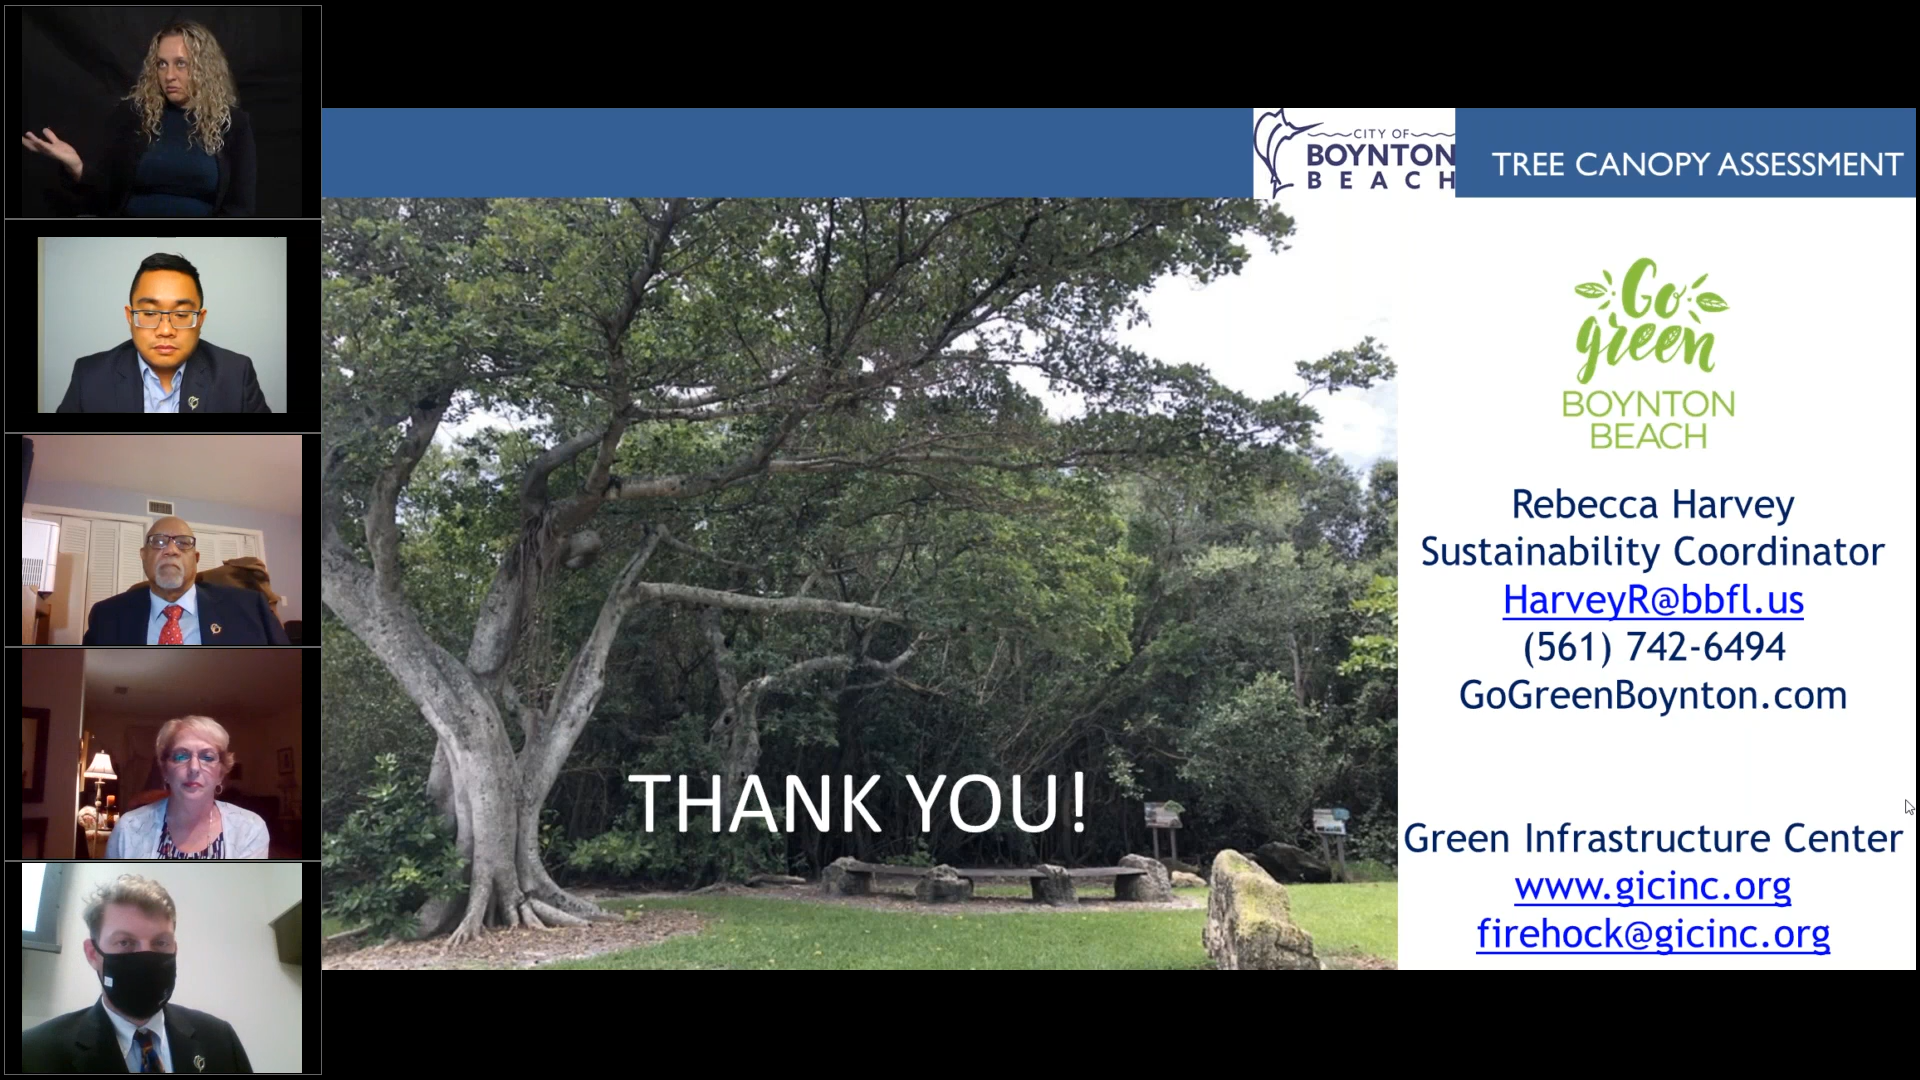 CITY OF
BOYNTON
BEACH
TREE CANOPY ASSESSMENT
Go
green
BOYNTON
BEACH
Rebecca Harvey
Sustainability Coordinator
HarveyR@bbfl.us
(561) 742-6494
GoGreenBoynton.com
THANK YOU!
Green Infrastructure Center
www.gicinc.org
firehock@gicinc.org